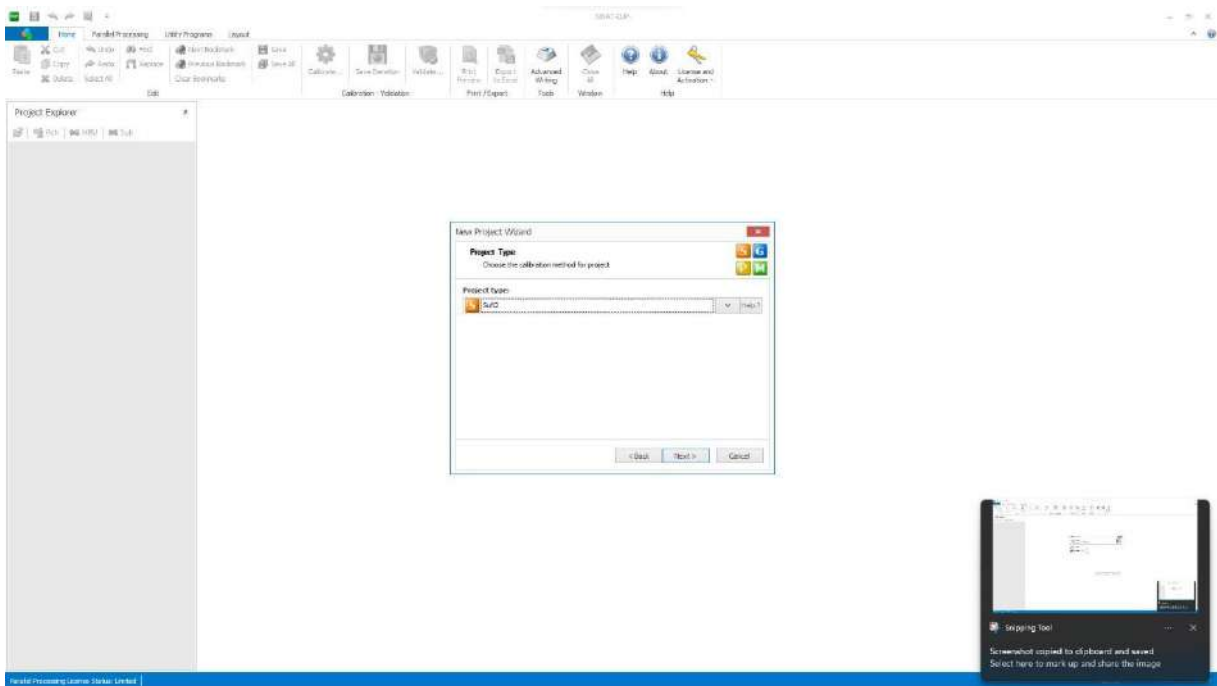 SWAT-CUP
Home Parallel Processing Utility Programs Layout
Paste
Cut
Copy
Delete
Undo
Redo
Select All
Find
Replace
Next Bookmark
Previous Bookmark
Clear Bookmarks
Save
Save All
Calibrate...
Save Iteration
Validate...
Print Preview
Export to Excel
Advanced
Writing
Close
All
Help
About
License and
Activation
Edit
Calibration - Validation
Print / Export
Tools
Window
Help
Project Explorer
New Project Wizard
Project Type
Choose the calibration method for project
S G
P M
Project type:
S
Help ?
< Back Next > Cancel
Snipping Tool
Screenshot copied to clipboard and saved
Select here to mark up and share the image
Parallel Processing License Status: Limited